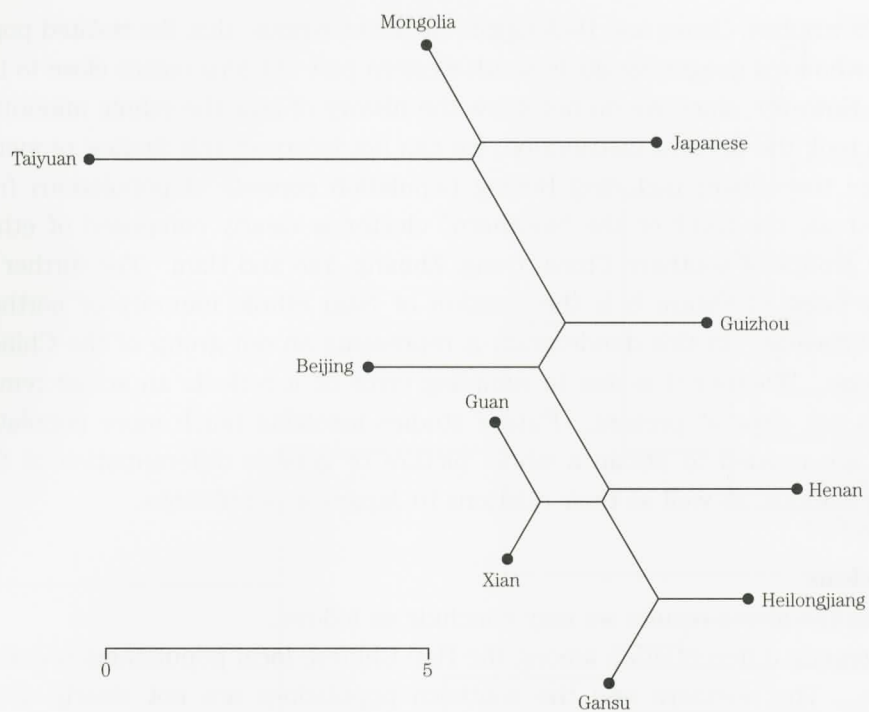 Mongolia
Japanese
Taiyuan
Guizhou
Beijing
Guan
Henan
Xian
Heilongjiang
0 5
Gansu